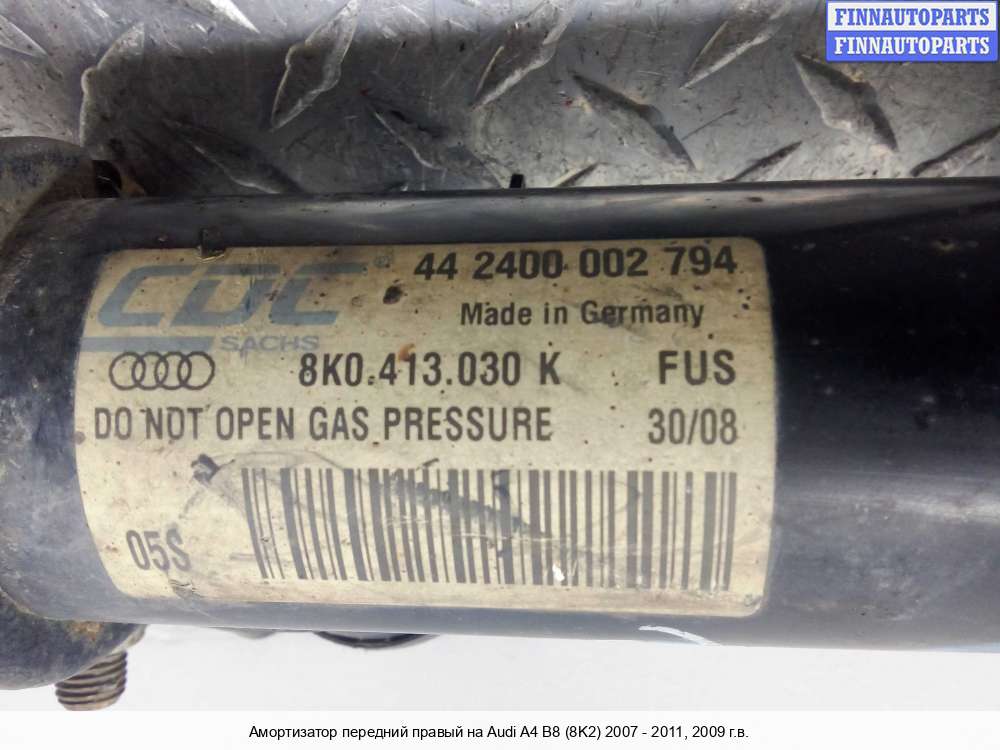 FINNAUTOPARTS
FINNAUTOPARTS
CDC ® 44 2400 002 794
Made in Germany
SACHS
8K0.413.030 K FUS
DO NOT OPEN GAS PRESSURE 30/08
05S
Амортизатор передний правый на Audi A4 B8 (8K2) 2007 - 2011, 2009 г.в.